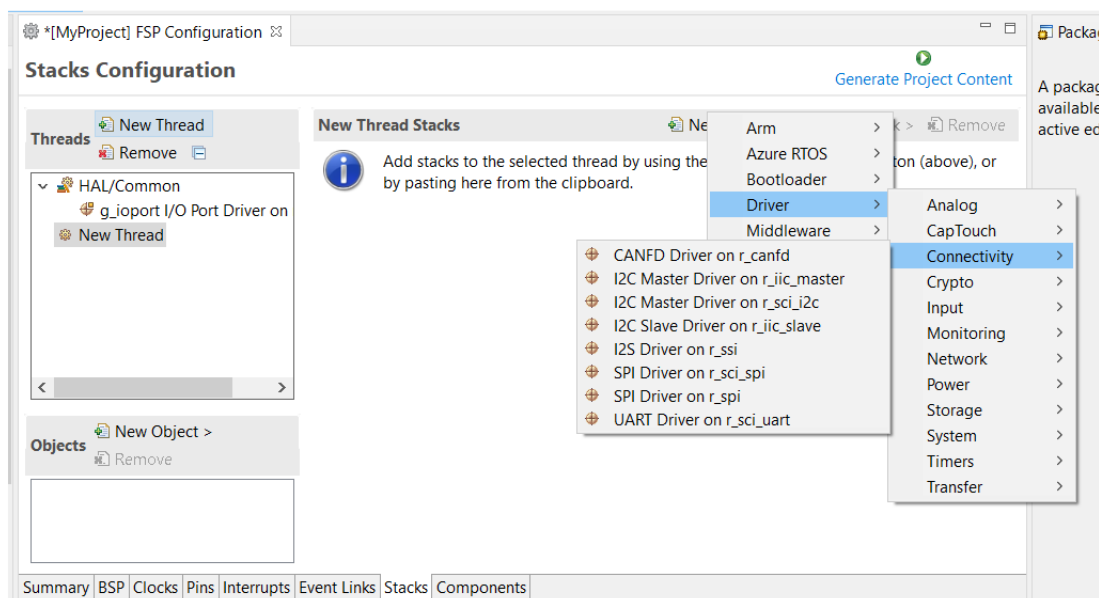 *[MyProject] FSP Configuration
Stacks Configuration
Generate Project Content
Threads
New Thread
Remove
HAL/Common
g_ioport I/O Port Driver on
New Thread
Objects
New Object >
Remove
New Thread Stacks
Remove
Add stacks to the selected thread by using the
ton (above), or
by pasting here from the clipboard.
Arm
Azure RTOS
Bootloader
Driver
Middleware
Analog
CapTouch
Connectivity
Crypto
Input
Monitoring
Network
Power
Storage
System
Timers
Transfer
CANFD Driver on r_canfd
I2C Master Driver on r_iic_master
I2C Master Driver on r_sci_i2c
I2C Slave Driver on r_iic_slave
I2S Driver on r_ssi
SPI Driver on r_sci_spi
SPI Driver on r_spi
UART Driver on r_sci_uart
Summary BSP Clocks Pins Interrupts Event Links Stacks Components
Packag
A packag
available
active ed